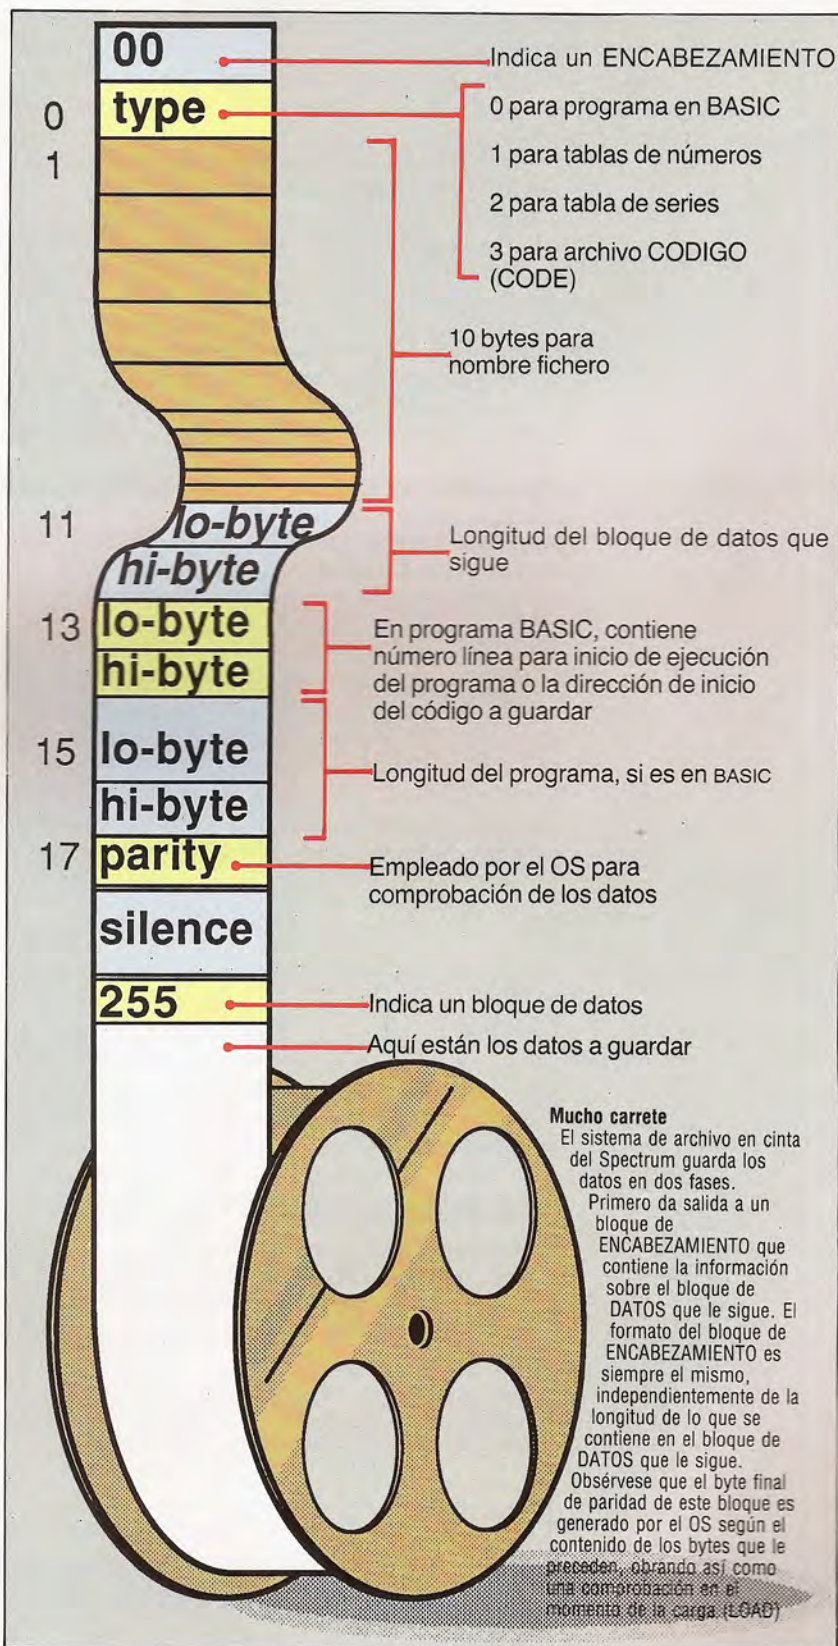 00
Indica un ENCABEZAMIENTO
0
type
0 para programa en BASIC
1
1 para tablas de números
2 para tabla de series
3 para archivo CODIGO
(CODE)
10 bytes para
nombre fichero
11
lo-byte
hi-byte
Longitud del bloque de datos que
sigue
13
lo-byte
hi-byte
En programa BASIC, contiene
número línea para inicio de ejecución
del programa o la dirección de inicio
del código a guardar
15
lo-byte
hi-byte
Longitud del programa, si es en BASIC
17
parity
Empleado por el OS para
comprobación de los datos
silence
255
Indica un bloque de datos
Aquí están los datos a guardar
Mucho carrete
El sistema de archivo en cinta
del Spectrum guarda los
datos en dos fases.
Primero da salida a un
bloque de
ENCABEZAMIENTO que
contiene la información
sobre el bloque de
DATOS que le sigue. El
formato del bloque de
ENCABEZAMIENTO es
siempre el mismo,
independientemente de la
longitud de lo que se
contiene en el bloque de
DATOS que le sigue.
Obsérvese que el byte final
de paridad de este bloque es
generado por el OS según el
contenido de los bytes que le
preceden, obrando así como
una comprobación en el
momento de la carga (LOAD)